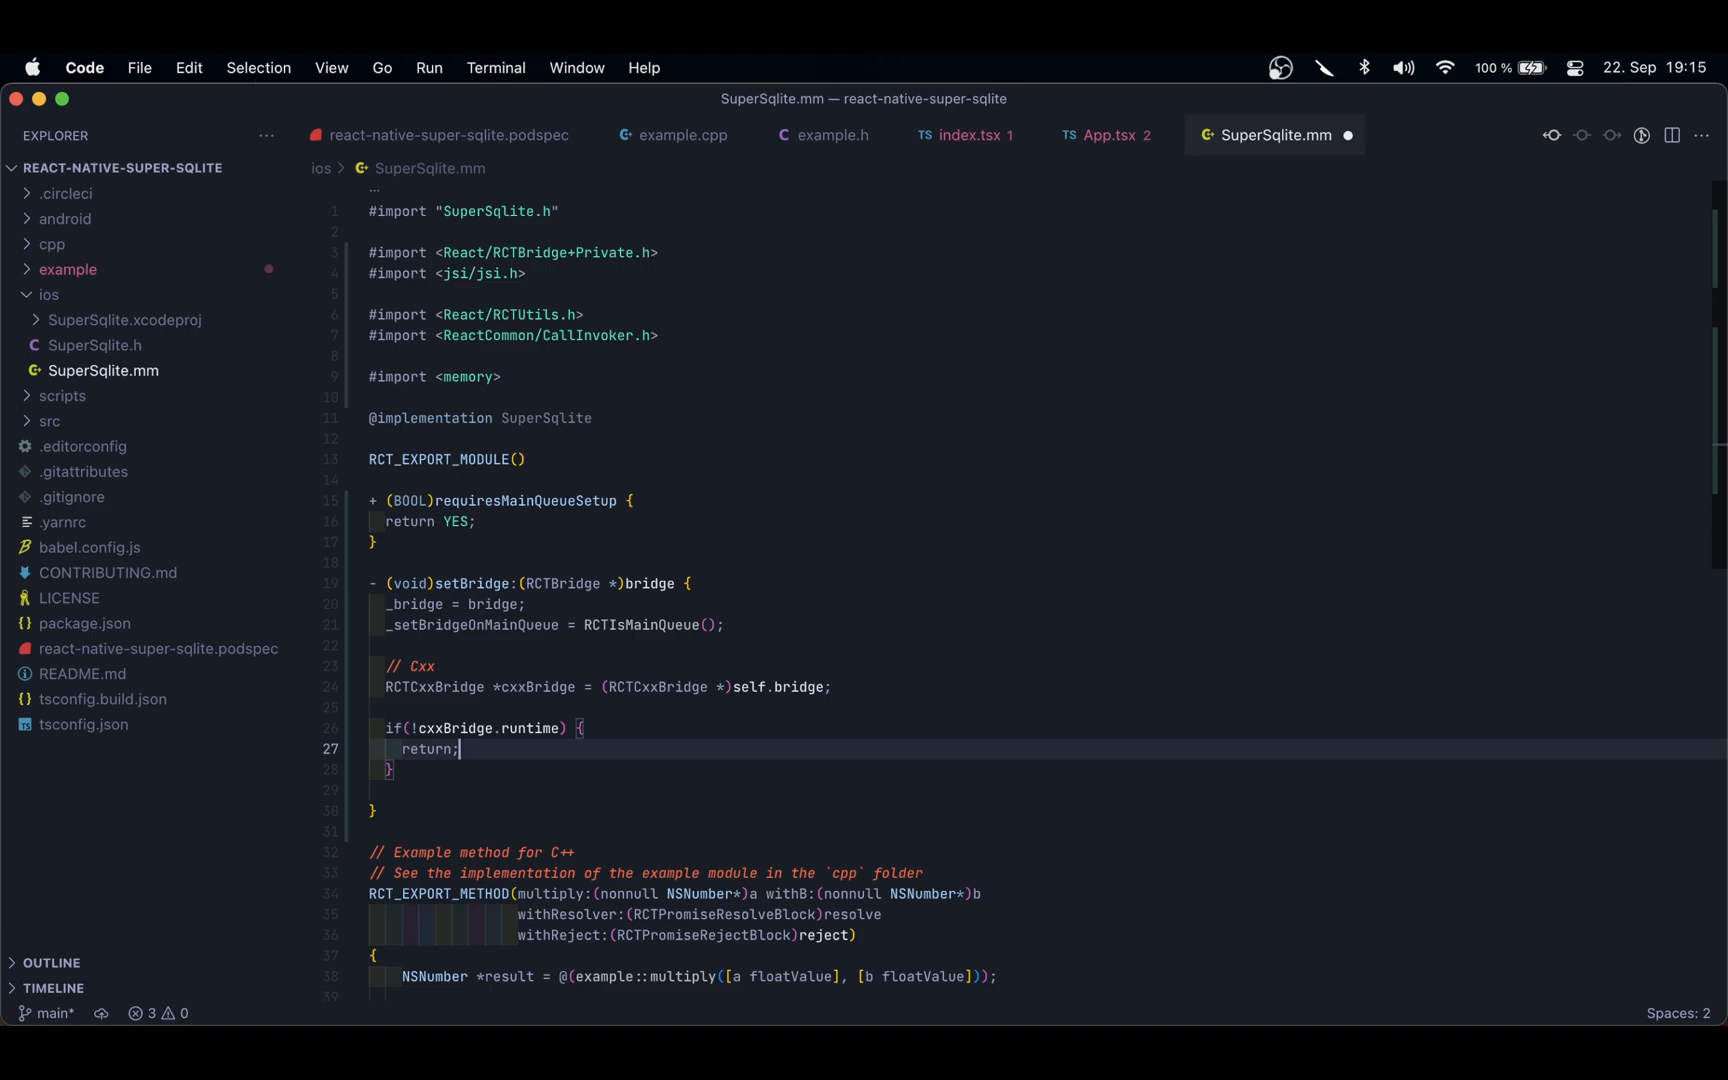 Code File Edit Selection View Go Run Terminal Window Help 100 % 22. Sep 19:15
SuperSqlite.mm — react-native-super-sqlite
EXPLORER ···
react-native-super-sqlite.podspec
example.cpp
C example.h
TS index.tsx 1
TS App.tsx 2
SuperSqlite.mm
REACT-NATIVE-SUPER-SQLITE
.circleci
android
cpp
example
ios
SuperSqlite.xcodeproj
C SuperSqlite.h
SuperSqlite.mm
scripts
src
.editorconfig
.gitattributes
.gitignore
.yarnrc
babel.config.js
CONTRIBUTING.md
LICENSE
{} package.json
react-native-super-sqlite.podspec
README.md
{} tsconfig.build.json
TS tsconfig.json
OUTLINE
TIMELINE
ios > SuperSqlite.mm
...
1 #import "SuperSqlite.h"
2
3 #import <React/RCTBridge+Private.h>
4 #import <jsi/jsi.h>
5
6 #import <React/RCTUtils.h>
7 #import <ReactCommon/CallInvoker.h>
8
9 #import <memory>
10
11 @implementation SuperSqlite
12
13 RCT_EXPORT_MODULE()
14
15 + (BOOL)requiresMainQueueSetup {
16 return YES;
17 }
18
19 - (void)setBridge:(RCTBridge *)bridge {
20 _bridge = bridge;
21 _setBridgeOnMainQueue = RCTIsMainQueue();
22
23 // Cxx
24 RCTCxxBridge *cxxBridge = (RCTCxxBridge *)self.bridge;
25
26 if(!cxxBridge.runtime) {
27 return;
28 }
29
30 }
31
32 // Example method for C++
33 // See the implementation of the example module in the `cpp` folder
34 RCT_EXPORT_METHOD(multiply:(nonnull NSNumber*)a withB:(nonnull NSNumber*)b
35 withResolver:(RCTPromiseResolveBlock)resolve
36 withReject:(RCTPromiseRejectBlock)reject)
37 {
38 NSNumber *result = @(example::multiply([a floatValue], [b floatValue]));
39
main* 3 0 Spaces: 2